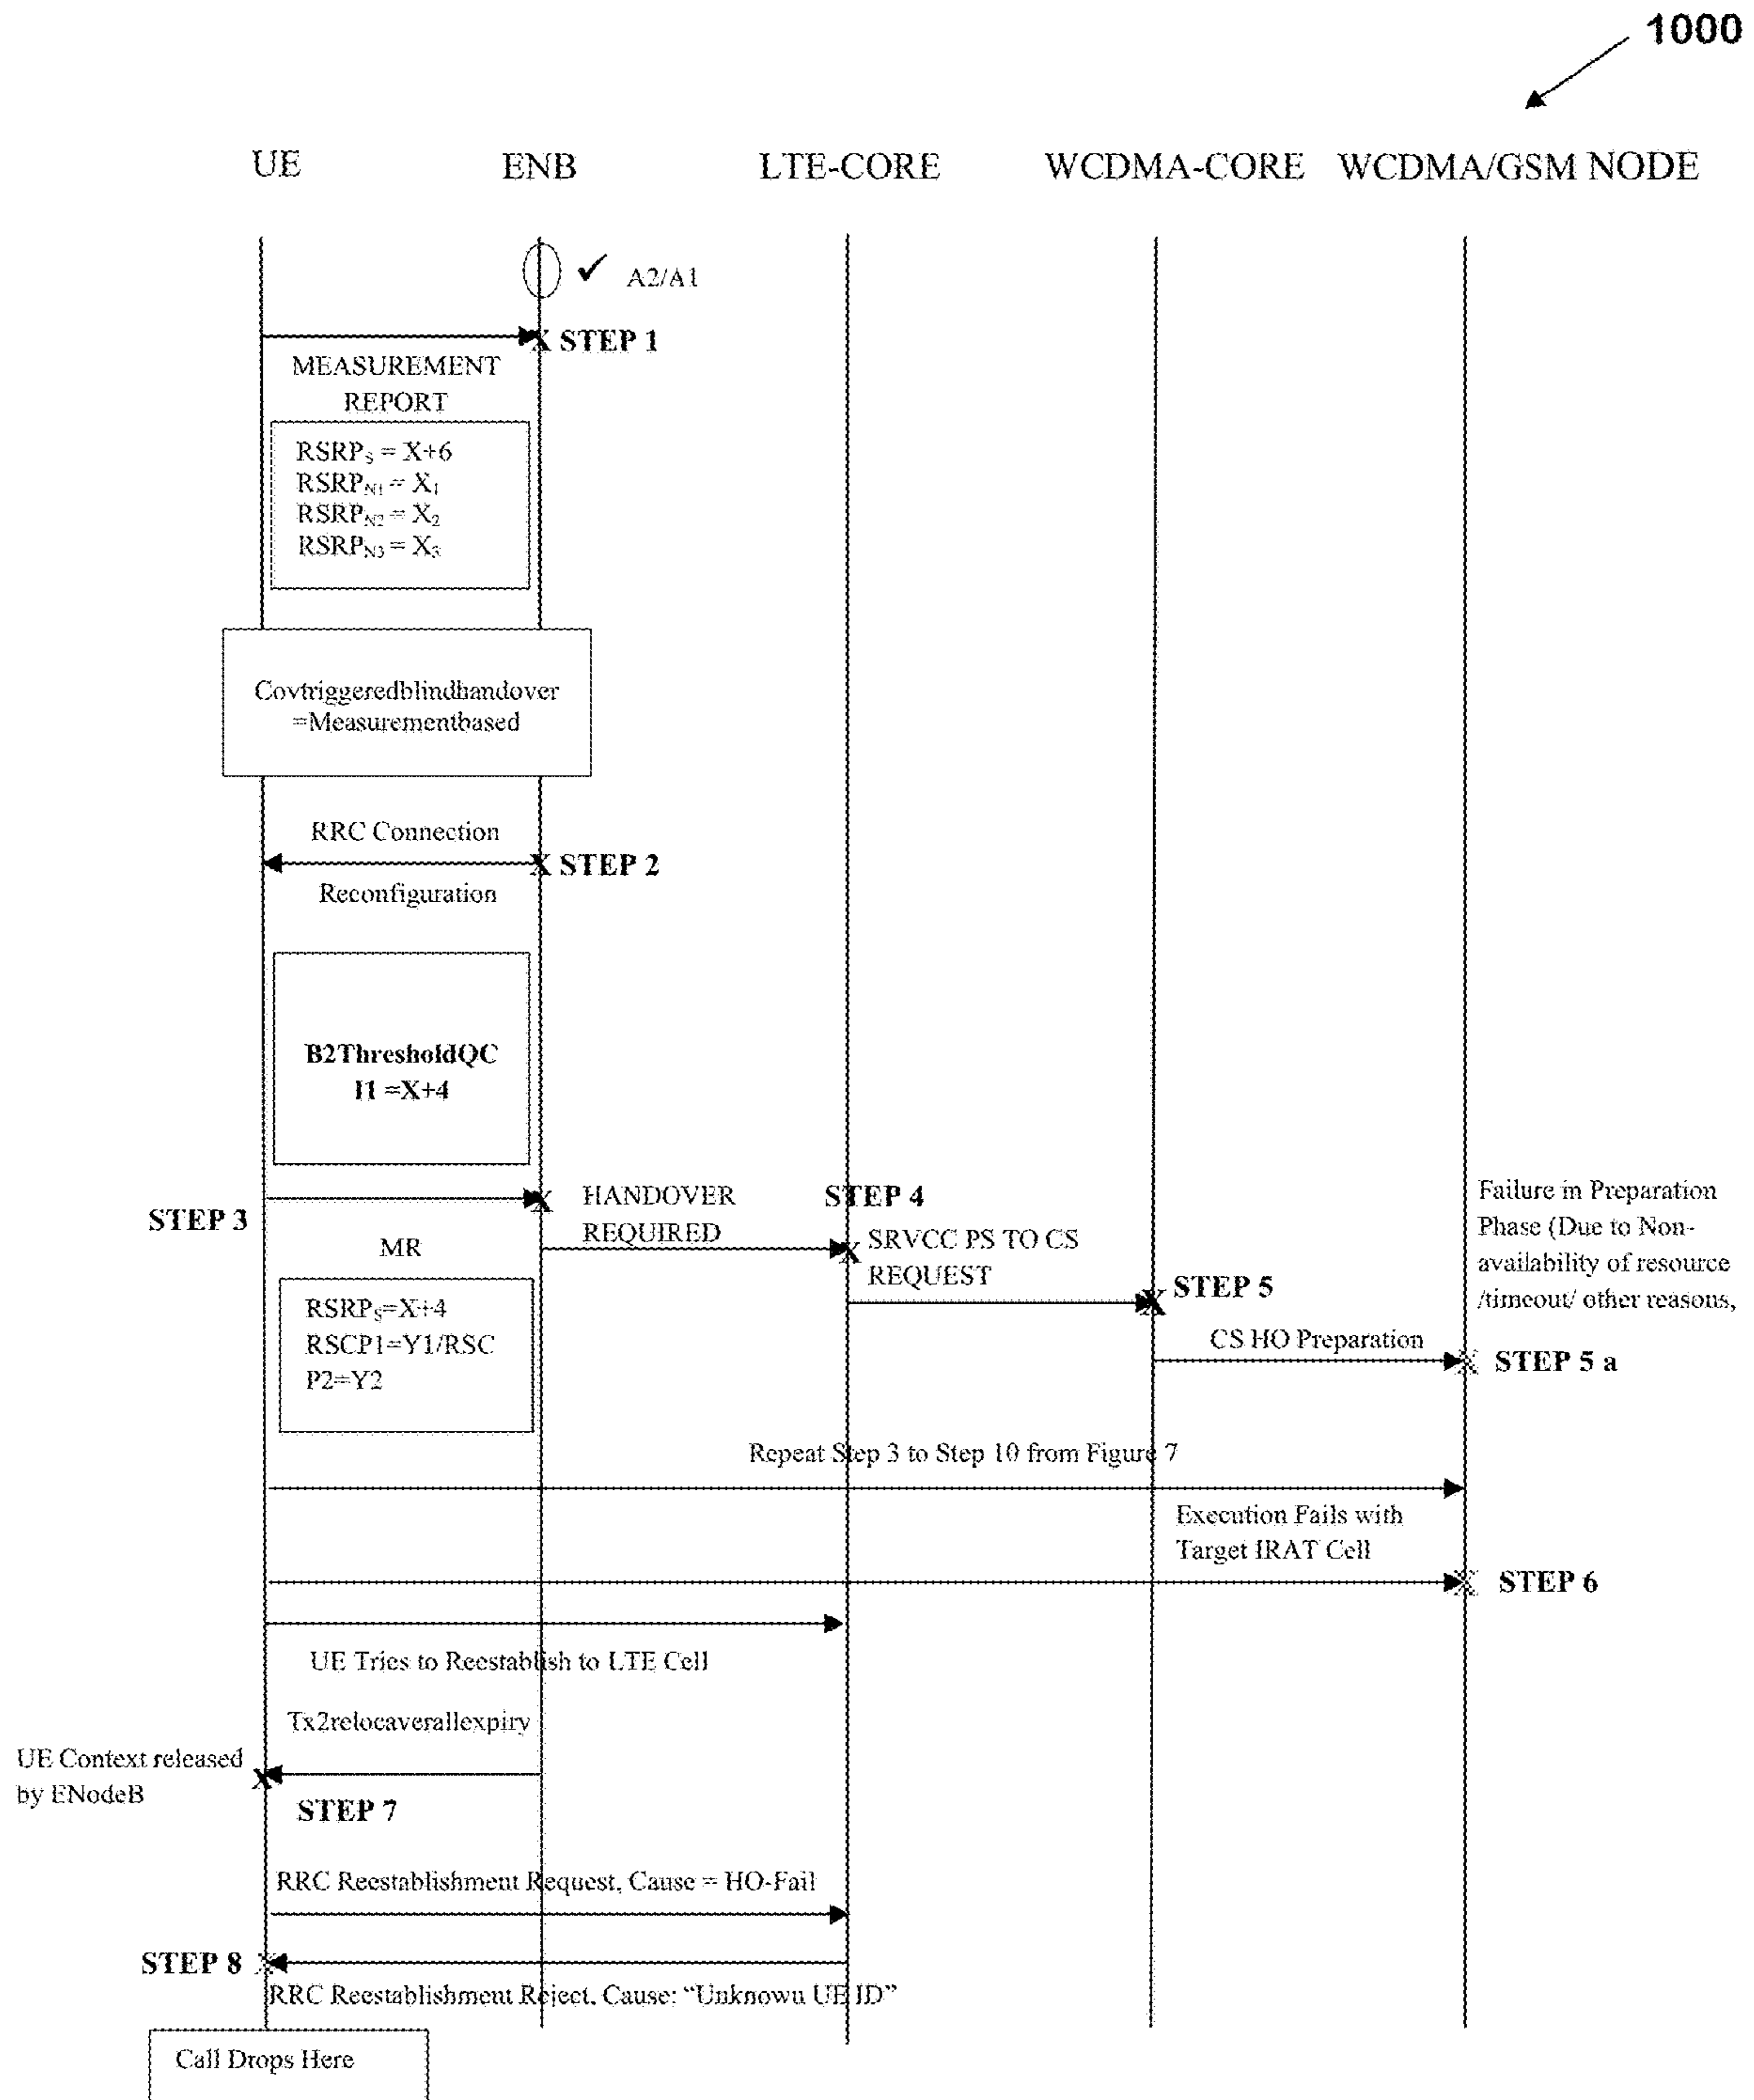 1000
UE
ENB
LTE-CORE
WCDMA-CORE
WCDMA/GSM NODE
✓ A2/A1
X STEP 1
MEASUREMENT
REPORT
RSRPS = X+6
RSRPN1 = X1
RSRPN2 = X2
RSRPN3 = X3
Covtriggeredblindhandover
=Measurementbased
RRC Connection
X STEP 2
Reconfiguration
B2ThresholdQC
I1 =X+4
STEP 3
X
HANDOVER
REQUIRED
STEP 4
X SRVCC PS TO CS
REQUEST
X STEP 5
Failure in Preparation
Phase (Due to Non-
availability of resource
/timeout/ other reasons,
MR
CS HO Preparation
X STEP 5 a
RSRPS=X+4
RSCP1=Y1/RSC
P2=Y2
Repeat Step 3 to Step 10 from Figure 7
Execution Fails with
Target IRAT Cell
X STEP 6
UE Tries to Reestablish to LTE Cell
Tx2relocaverallexpiry
UE Context released
by ENodeB
X
STEP 7
RRC Reestablishment Request, Cause = HO-Fail
STEP 8 X
RRC Reestablishment Reject, Cause: “Unknown UE ID”
Call Drops Here